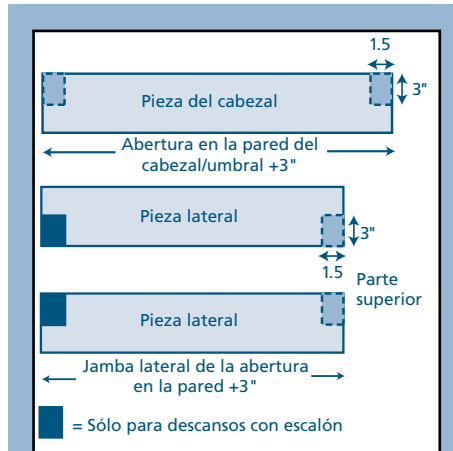 1.5
3"
Pieza del cabezal
Abertura en la pared del
cabezal/umbral +3"
Pieza lateral
3"
1.5
Parte
superior
Pieza lateral
Jamba lateral de la abertura
en la pared +3"
= Sólo para descansos con escalón